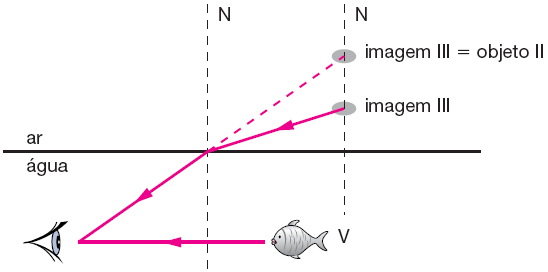 N
N
imagem III = objeto II
imagem III
ar
água
V